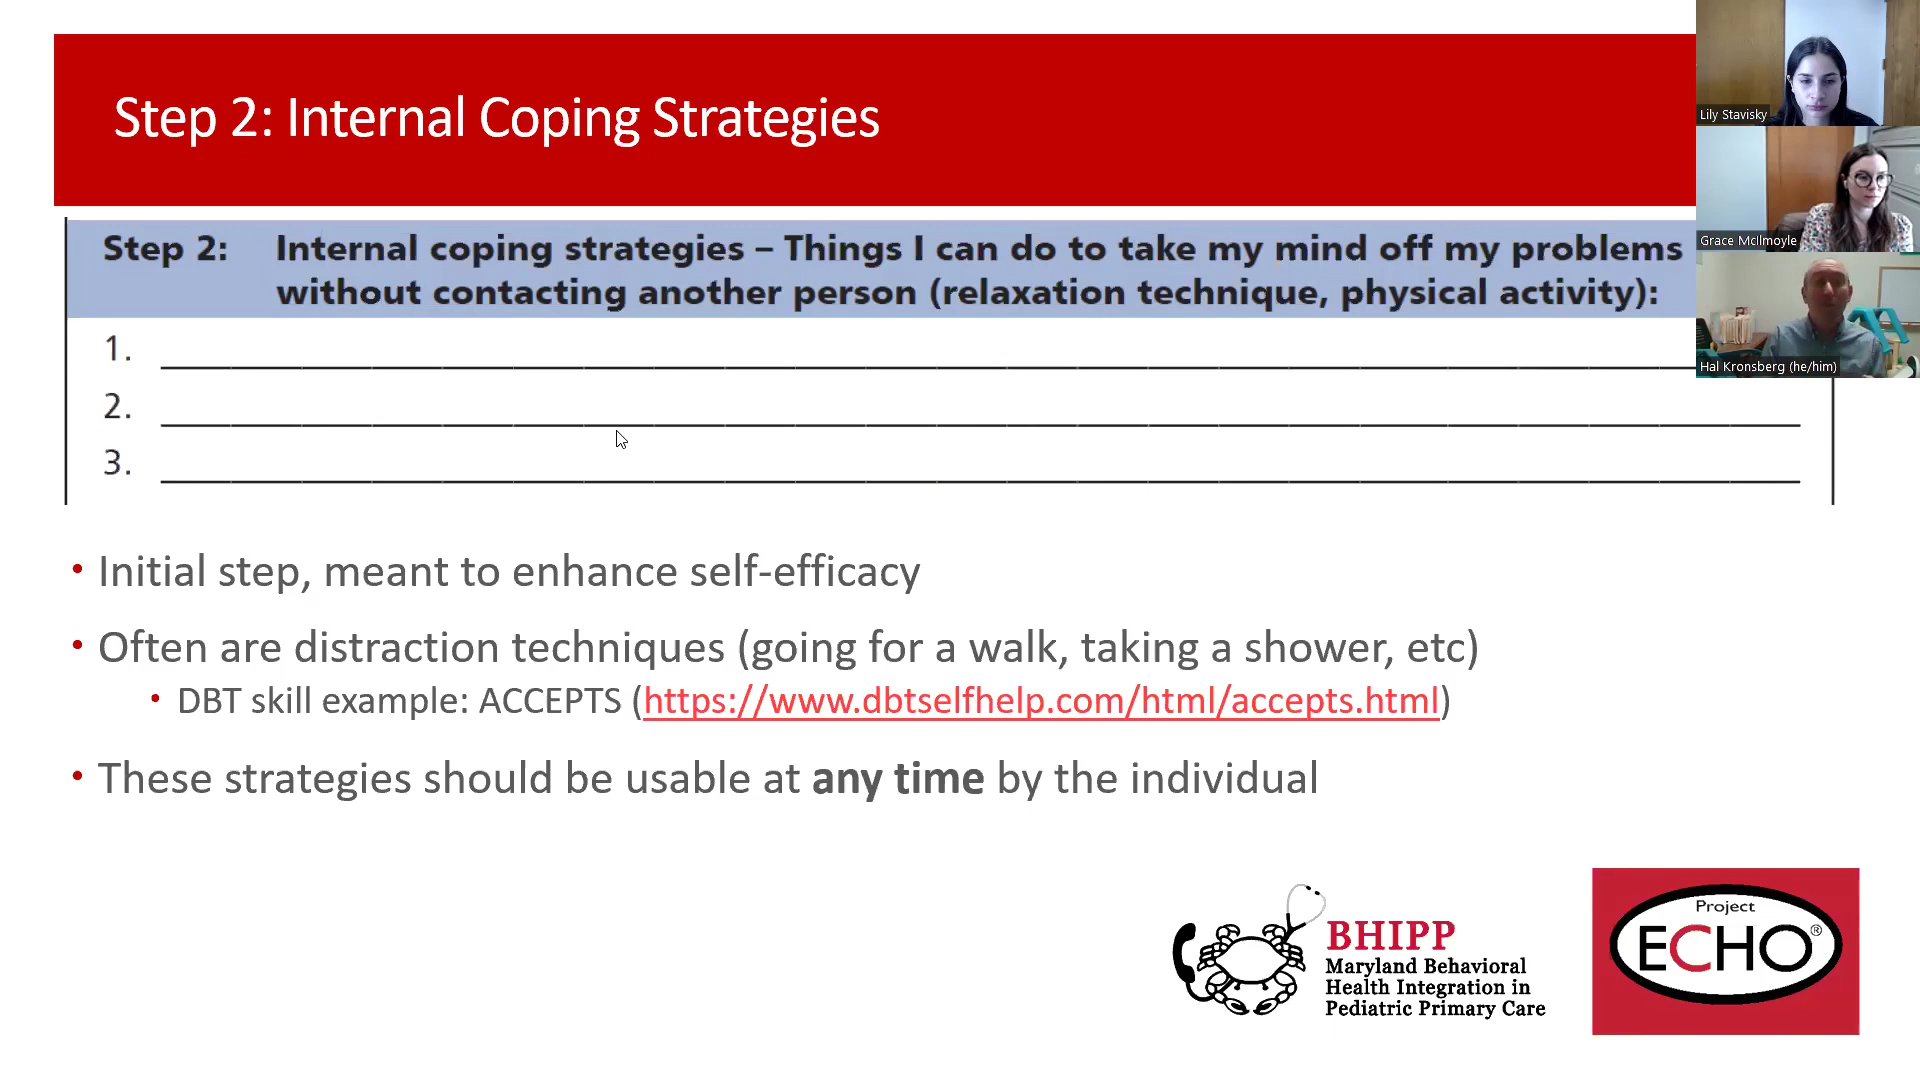 Step 2: Internal Coping Strategies
Step 2: Internal coping strategies – Things I can do to take my mind off my problems
without contacting another person (relaxation technique, physical activity):
1.
2.
3.
• Initial step, meant to enhance self-efficacy
• Often are distraction techniques (going for a walk, taking a shower, etc)
• DBT skill example: ACCEPTS (https://www.dbtselfhelp.com/html/accepts.html)
• These strategies should be usable at any time by the individual
Lily Stavisky
Grace McIlmoyle
Hal Kronsberg (he/him)
BHIPP
Maryland Behavioral
Health Integration in
Pediatric Primary Care
Project
ECHO®